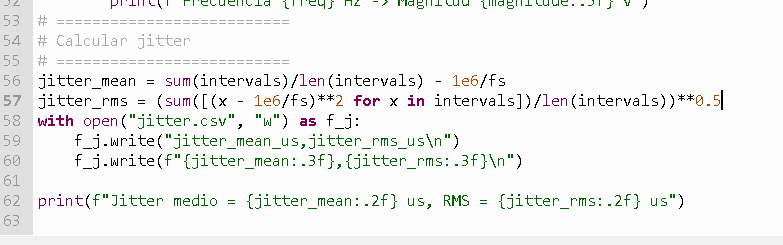 52 print(f"Frecuencia {freq} Hz -> Magnitud {magnitude:.3f} V")
53 # =========================
54 # Calcular jitter
55 # =========================
56 jitter_mean = sum(intervals)/len(intervals) - 1e6/fs
57 jitter_rms = (sum([(x - 1e6/fs)**2 for x in intervals])/len(intervals))**0.5
58 with open("jitter.csv", "w") as f_j:
59 f_j.write("jitter_mean_us,jitter_rms_us\n")
60 f_j.write(f"{jitter_mean:.3f},{jitter_rms:.3f}\n")
61
62 print(f"Jitter medio = {jitter_mean:.2f} us, RMS = {jitter_rms:.2f} us")
63